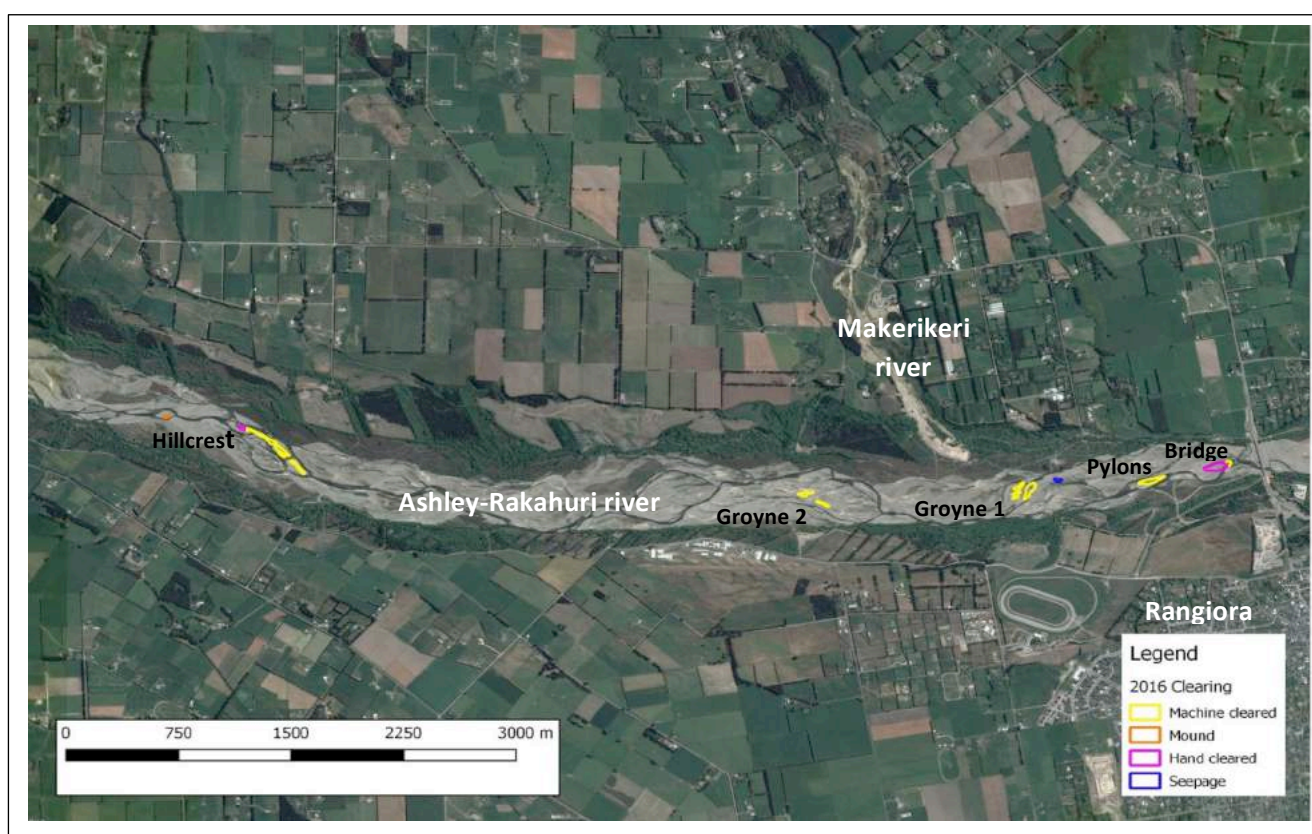 Makerikeri
river
Hillcrest
Bridge
Pylons
Ashley-Rakahuri river
Groyne 2
Groyne 1
Rangiora
Legend
2016 Clearing
Machine cleared
Mound
Hand cleared
Seepage
0 750 1500 2250 3000 m